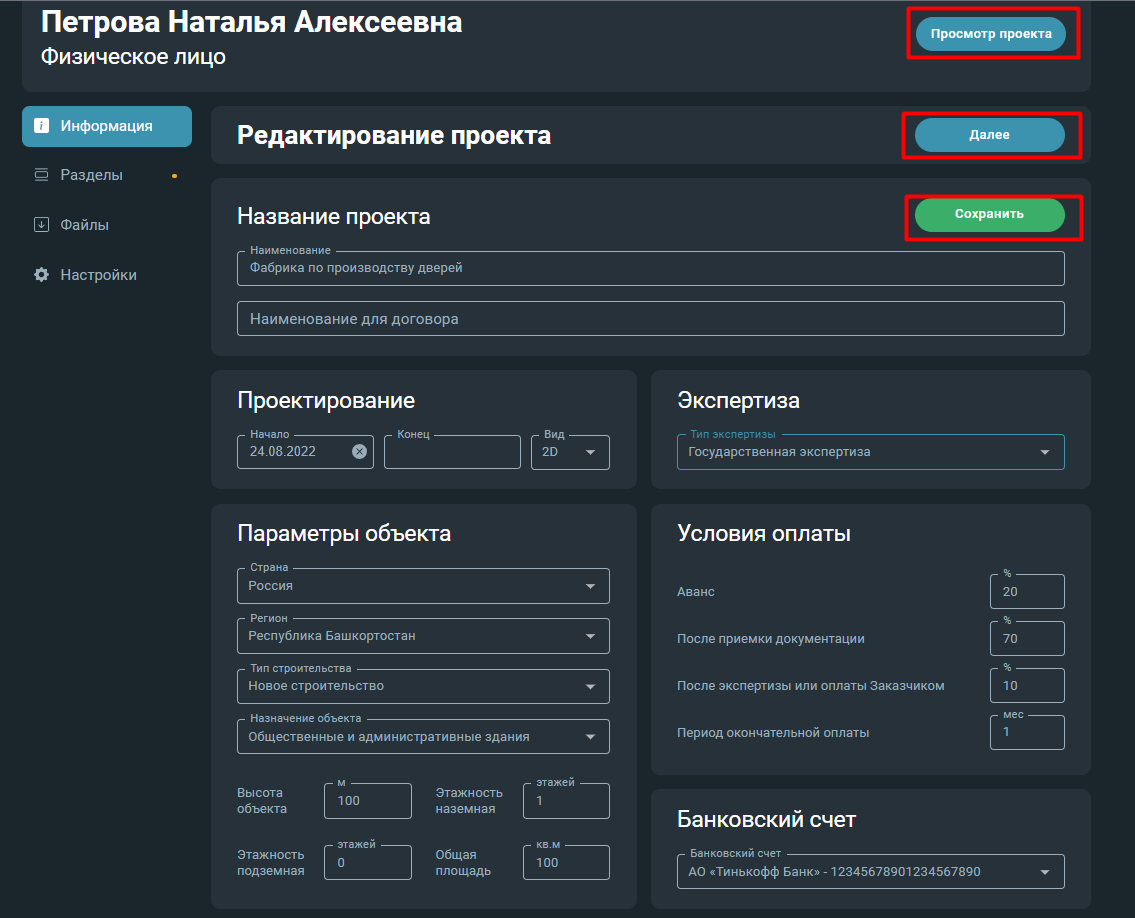 Петрова Наталья Алексеевна
Физическое лицо
Просмотр проекта
Информация
Разделы
Файлы
Настройки
Редактирование проекта
Далее
Название проекта
Сохранить
Наименование
Фабрика по производству дверей
Наименование для договора
Проектирование
Начало
24.08.2022
Конец
Вид
2D
Экспертиза
Тип экспертизы
Государственная экспертиза
Параметры объекта
Страна
Россия
Регион
Республика Башкортостан
Тип строительства
Новое строительство
Назначение объекта
Общественные и административные здания
Высота
объекта
м
100
Этажность
наземная
этажей
1
Этажность
подземная
этажей
0
Общая
площадь
кв.м
100
Условия оплаты
Аванс
%
20
После приемки документации
%
70
После экспертизы или оплаты Заказчиком
%
10
Период окончательной оплаты
мес
1
Банковский счет
Банковский счет
АО «Тинькофф Банк» - 12345678901234567890